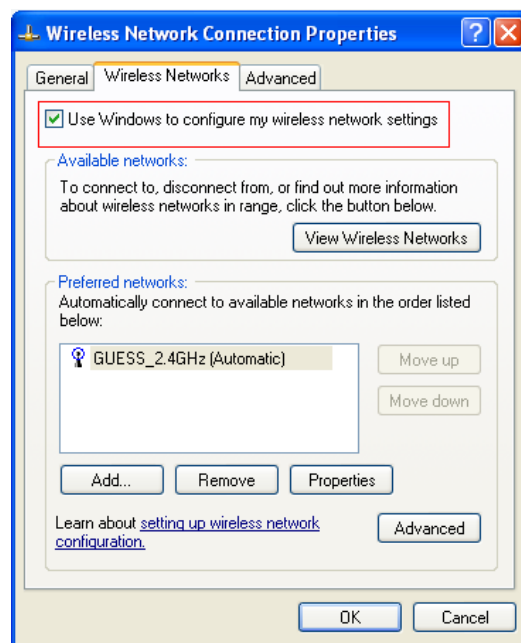 Wireless Network Connection Properties
General Wireless Networks Advanced
Use Windows to configure my wireless network settings
Available networks:
To connect to, disconnect from, or find out more information
about wireless networks in range, click the button below.
View Wireless Networks
Preferred networks:
Automatically connect to available networks in the order listed
below:
GUESS_2.4GHz (Automatic)
Move up
Move down
Add... Remove Properties
Learn about setting up wireless network
configuration.
Advanced
OK Cancel